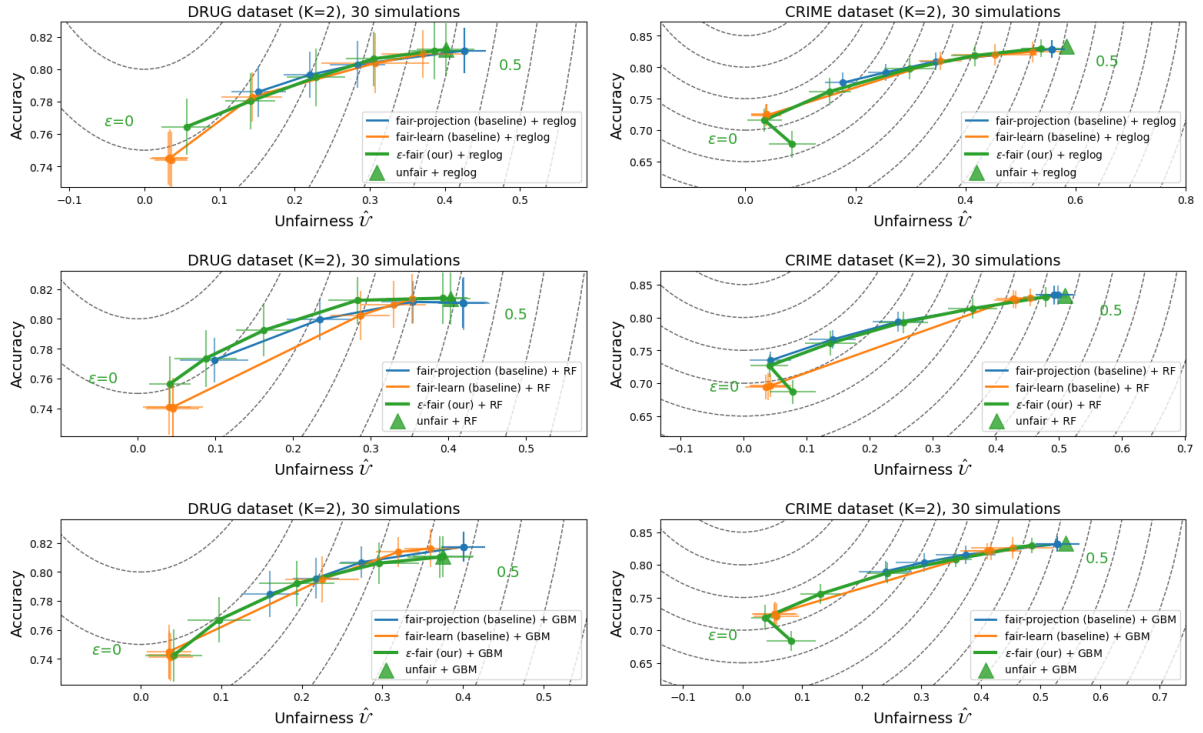 DRUG dataset (K=2), 30 simulations
Accuracy
0.82
0.80
0.78
0.76
0.74
ε=0
0.5
fair-projection (baseline) + reglog
fair-learn (baseline) + reglog
ε-fair (our) + reglog
unfair + reglog
−0.1 0.0 0.1 0.2 0.3 0.4 0.5
Unfairness 𝒰̂
CRIME dataset (K=2), 30 simulations
Accuracy
0.85
0.80
0.75
0.70
0.65
ε=0
0.5
fair-projection (baseline) + reglog
fair-learn (baseline) + reglog
ε-fair (our) + reglog
unfair + reglog
0.0 0.2 0.4 0.6 0.8
Unfairness 𝒰̂
DRUG dataset (K=2), 30 simulations
Accuracy
0.82
0.80
0.78
0.76
0.74
ε=0
0.5
fair-projection (baseline) + RF
fair-learn (baseline) + RF
ε-fair (our) + RF
unfair + RF
0.0 0.1 0.2 0.3 0.4 0.5
Unfairness 𝒰̂
CRIME dataset (K=2), 30 simulations
Accuracy
0.85
0.80
0.75
0.70
0.65
ε=0
0.5
fair-projection (baseline) + RF
fair-learn (baseline) + RF
ε-fair (our) + RF
unfair + RF
−0.1 0.0 0.1 0.2 0.3 0.4 0.5 0.6 0.7
Unfairness 𝒰̂
DRUG dataset (K=2), 30 simulations
Accuracy
0.82
0.80
0.78
0.76
0.74
ε=0
0.5
fair-projection (baseline) + GBM
fair-learn (baseline) + GBM
ε-fair (our) + GBM
unfair + GBM
0.0 0.1 0.2 0.3 0.4 0.5
Unfairness 𝒰̂
CRIME dataset (K=2), 30 simulations
Accuracy
0.85
0.80
0.75
0.70
0.65
ε=0
0.5
fair-projection (baseline) + GBM
fair-learn (baseline) + GBM
ε-fair (our) + GBM
unfair + GBM
−0.1 0.0 0.1 0.2 0.3 0.4 0.5 0.6 0.7
Unfairness 𝒰̂